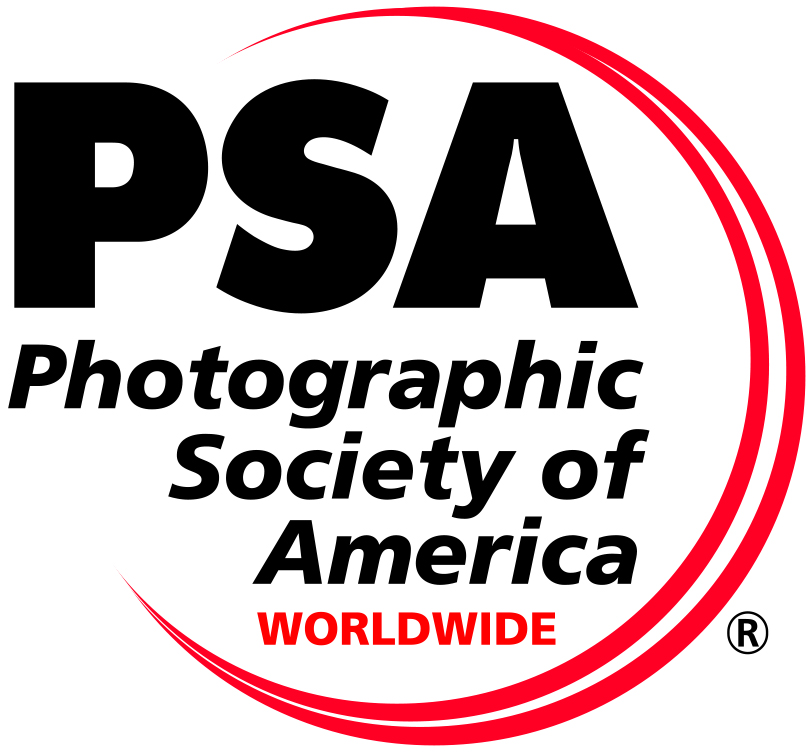 PSA
Photographic
Society of
America
WORLDWIDE
®